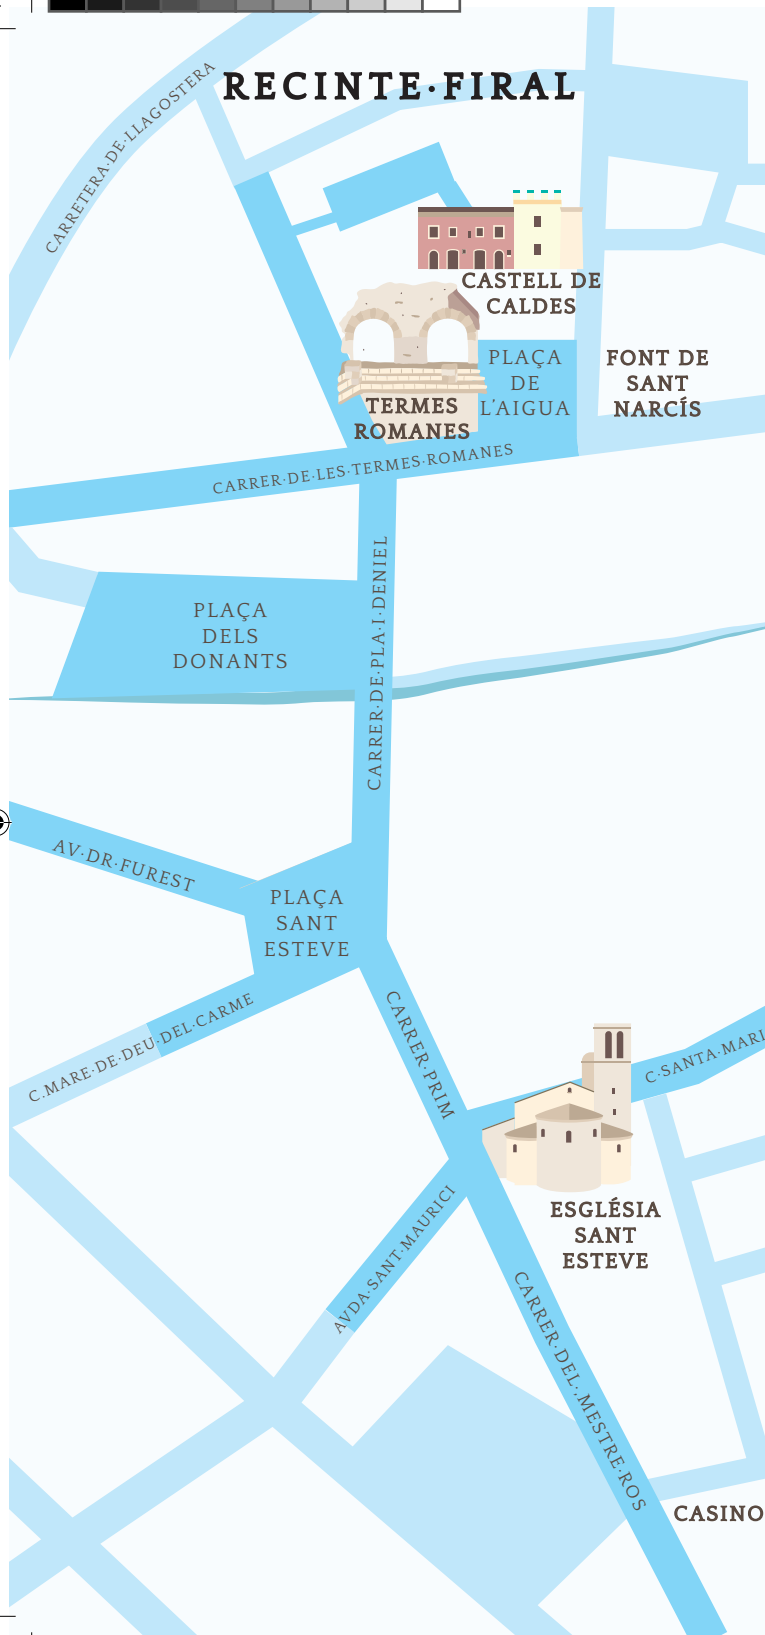 RECINTE·FIRAL
CARRETERA·DE·LLAGOSTERA
CASTELL DE
CALDES
PLAÇA
DE
L'AIGUA
FONT DE
SANT
NARCÍS
TERMES
ROMANES
CARRER·DE·LES·TERMES·ROMANES
CARRER·DE·PLA·I·DENIEL
PLAÇA
DELS
DONANTS
AV·DR·FUREST
PLAÇA
SANT
ESTEVE
C.MARE·DE·DEU·DEL·CARME
CARRER·PRIM
C·SANTA·MARI
ESGLÉSIA
SANT
ESTEVE
AVDA·SANT·MAURICI
CARRER·DEL·,MESTRE·ROS
CASINO